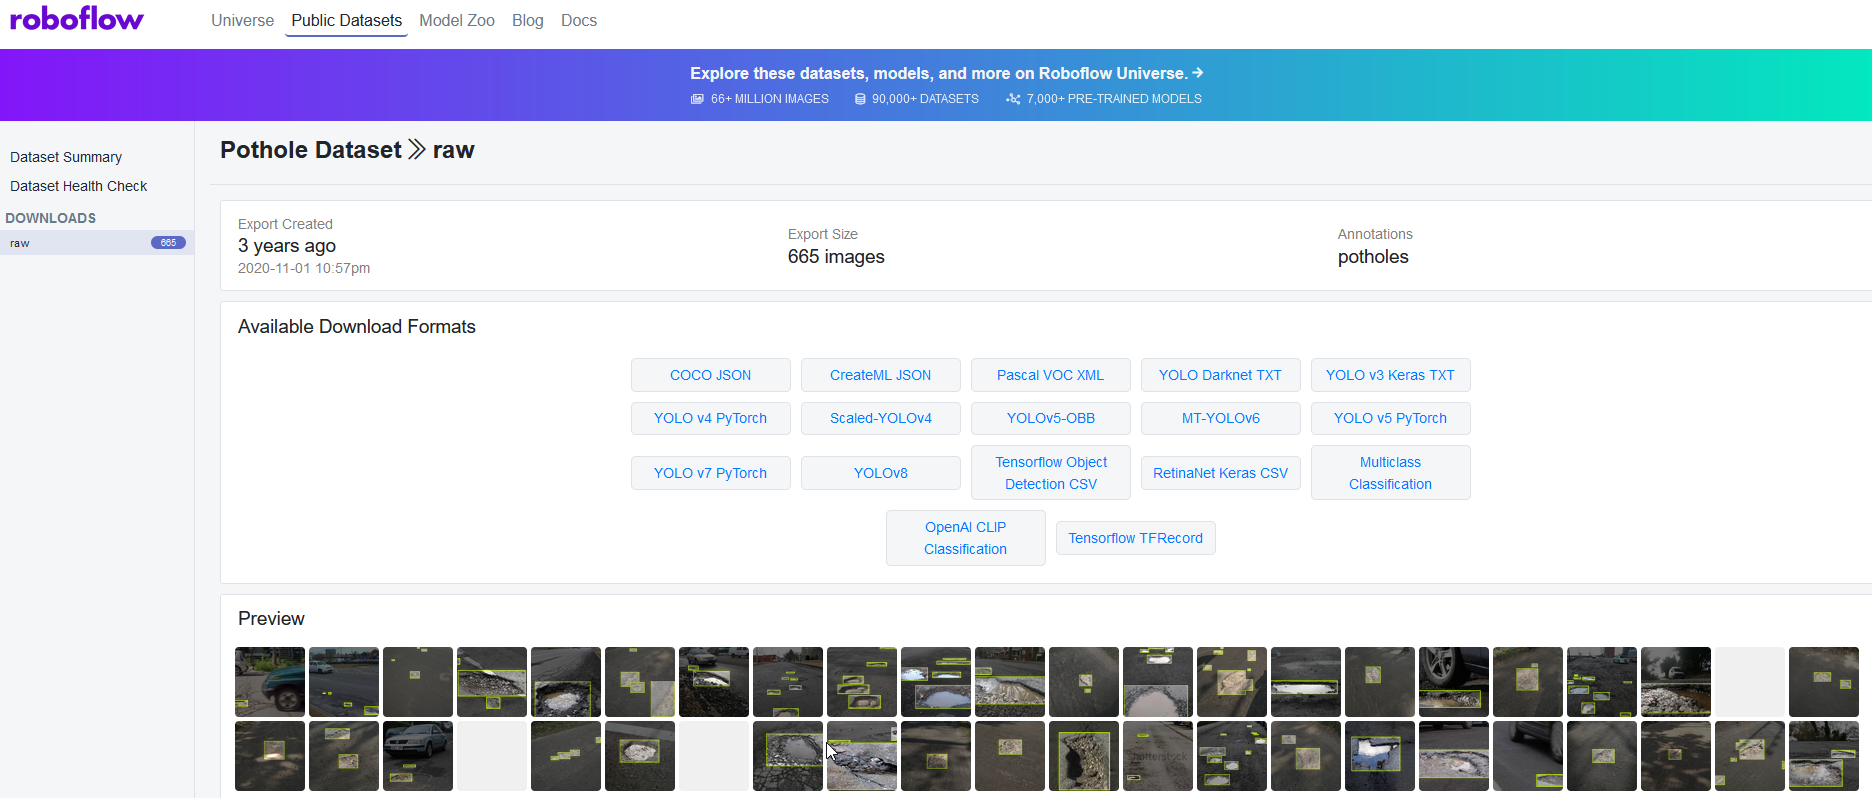 roboflow
Universe Public Datasets Model Zoo Blog Docs
Explore these datasets, models, and more on Roboflow Universe.
66+ MILLION IMAGES 90,000+ DATASETS 7,000+ PRE-TRAINED MODELS
Dataset Summary
Dataset Health Check
DOWNLOADS
raw 665
Pothole Dataset raw
Export Created
3 years ago
2020-11-01 10:57pm
Export Size
665 images
Annotations
potholes
Available Download Formats
COCO JSON CreateML JSON Pascal VOC XML YOLO Darknet TXT YOLO v3 Keras TXT
YOLO v4 PyTorch Scaled-YOLOv4 YOLOv5-OBB MT-YOLOv6 YOLO v5 PyTorch
YOLO v7 PyTorch YOLOv8 Tensorflow Object Detection CSV RetinaNet Keras CSV Multiclass Classification
OpenAI CLIP Classification Tensorflow TFRecord
Preview